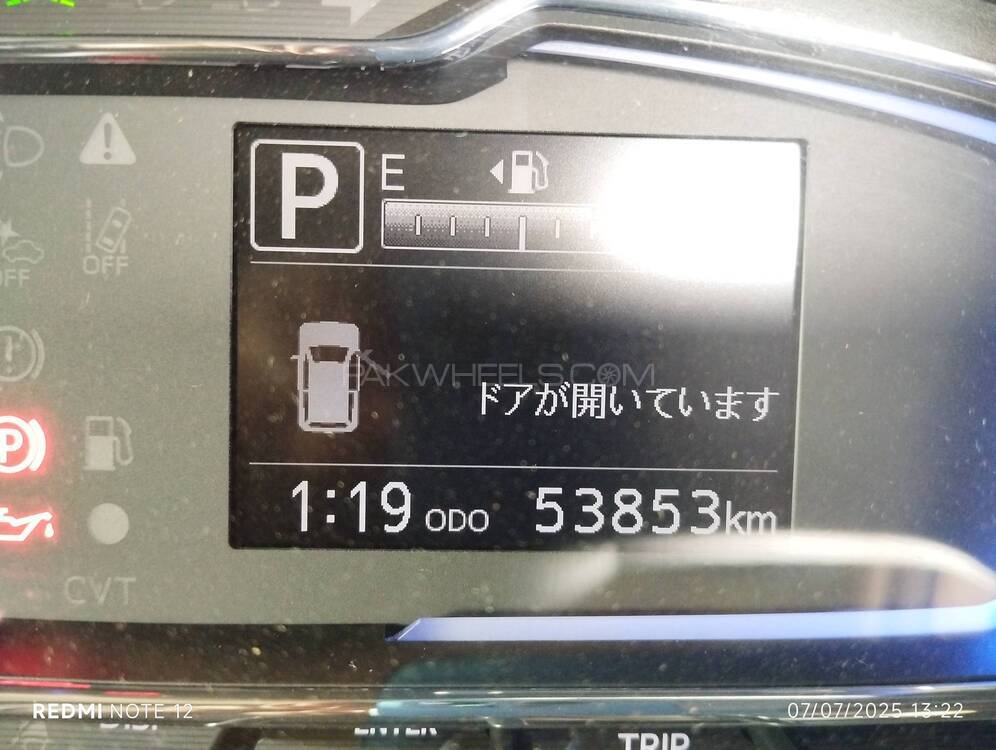 P E
OFF
OFF
PAKWHEELS.COM
ドアが開いています
P
1:19 ODO 53853km
CVT
REDMI NOTE 12
07/07/2025 13:22
ENTER
TRIP